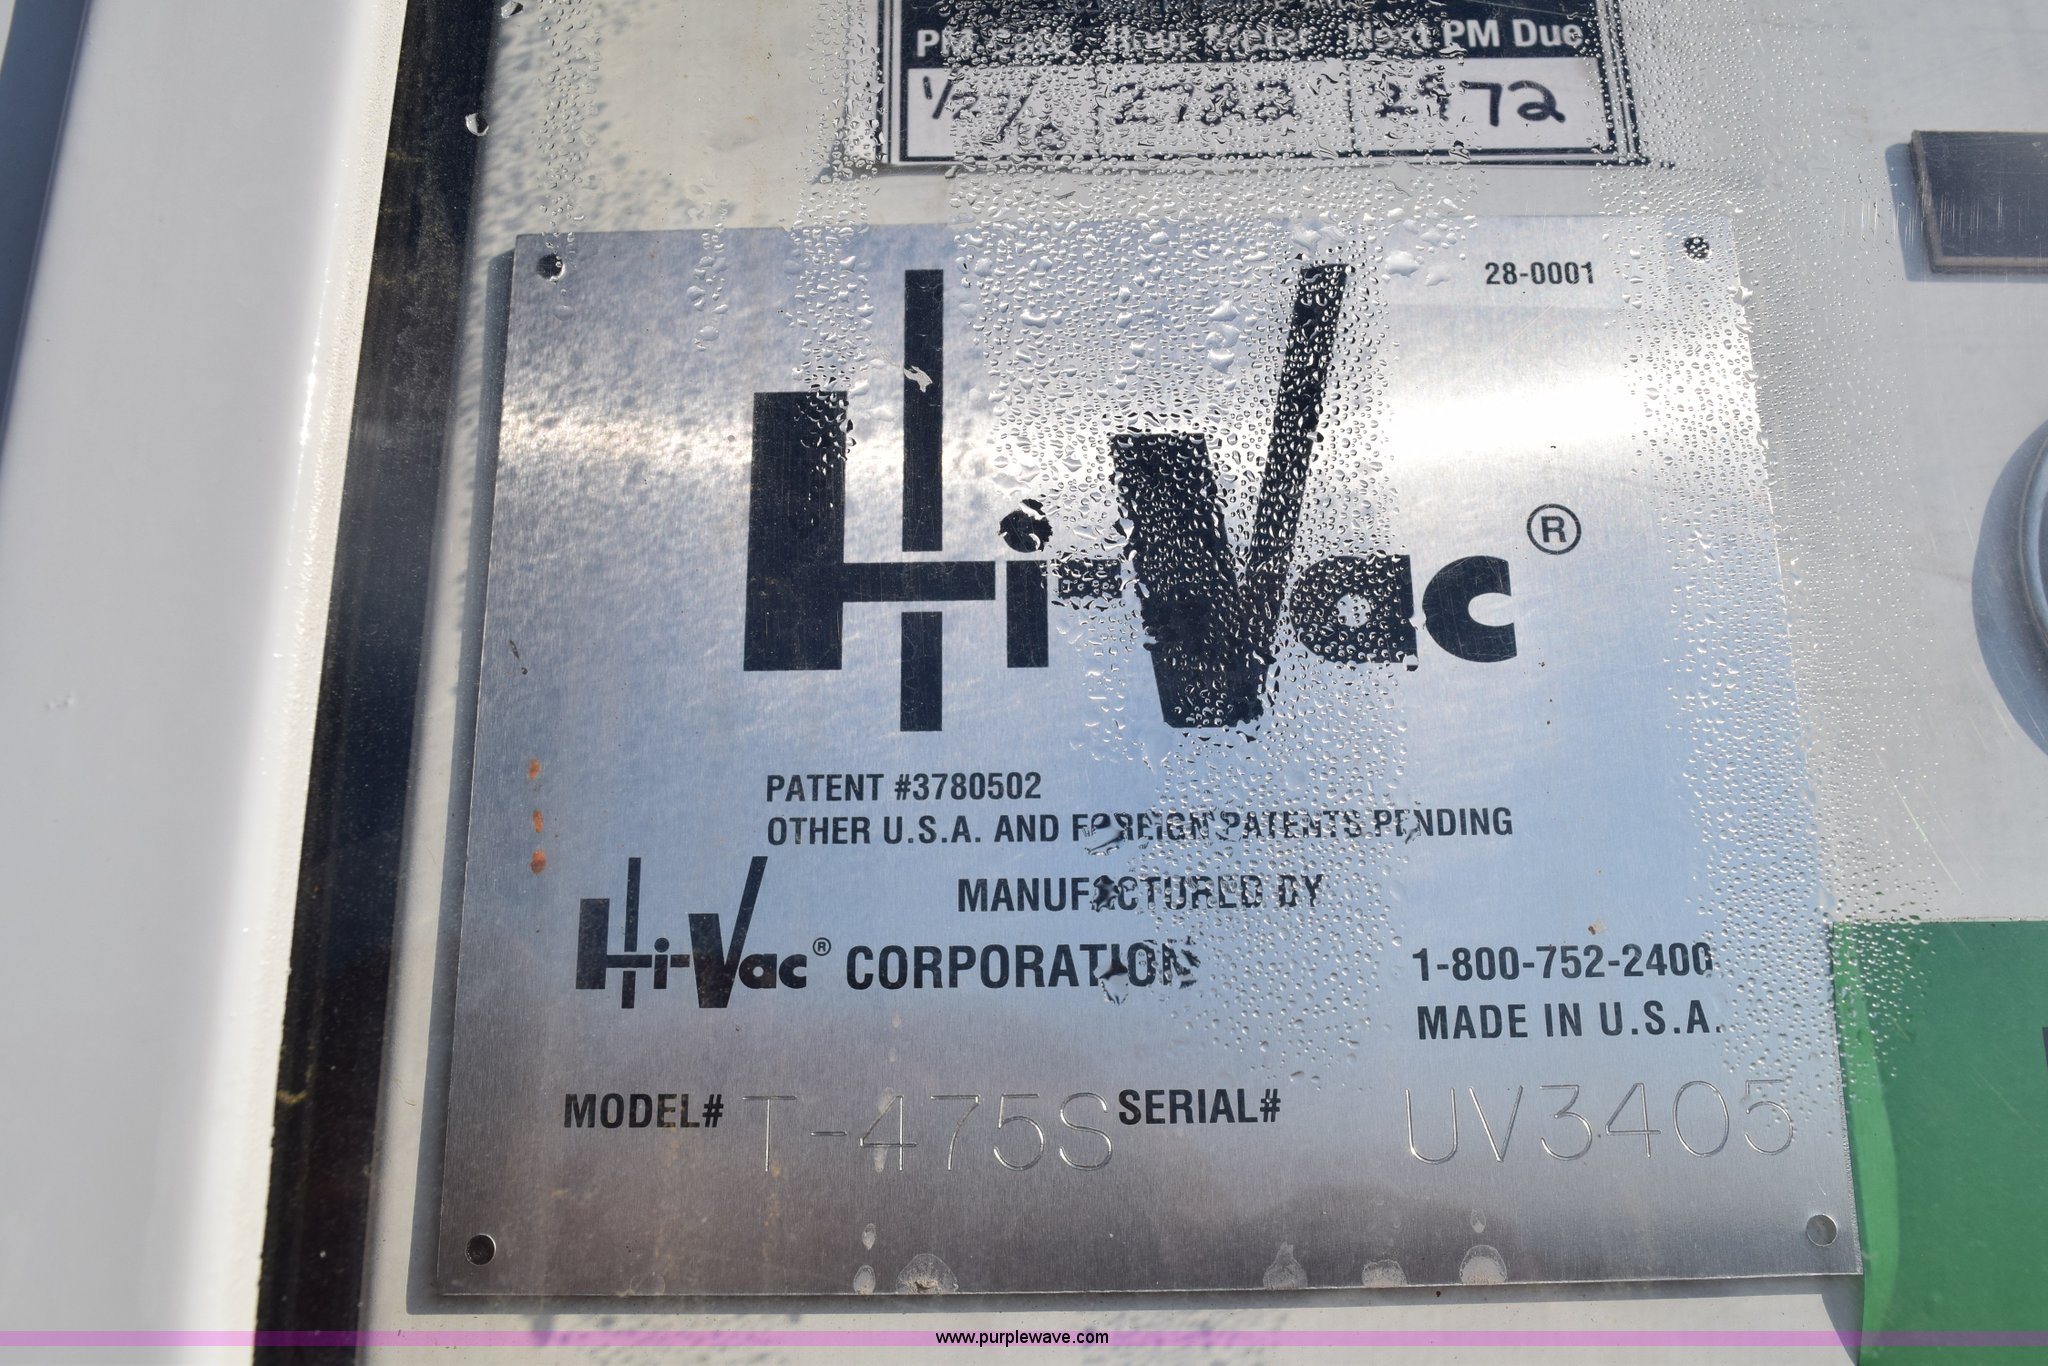 PM Date Hour Meter Next PM Due
2722 2972
28-0001
Hi-Vac®
PATENT #3780502
OTHER U.S.A. AND FOREIGN PATENTS PENDING
MANUFACTURED BY
Hi-Vac® CORPORATION
1-800-752-2400
MADE IN U.S.A.
MODEL# T-475S SERIAL# UV3405
www.purplewave.com